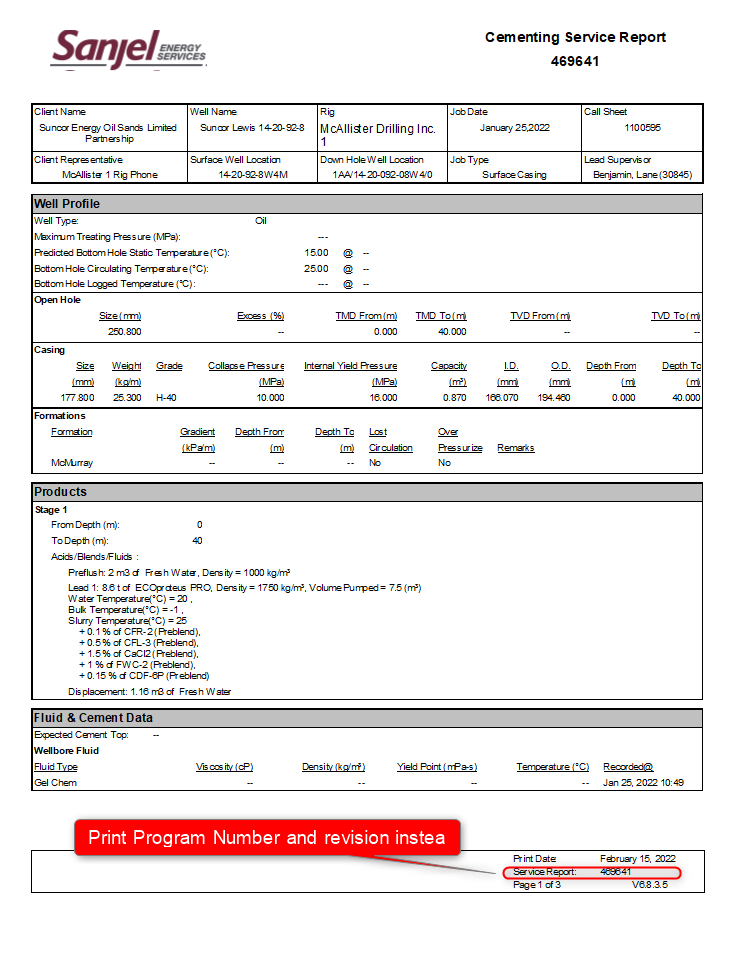 Sanjel ENERGY SERVICES
Cementing Service Report
469641
Client Name Well Name Rig Job Date Call Sheet
Suncor Energy Oil Sands Limited Partnership Suncor Lewis 14-20-92-8 McAllister Drilling Inc. 1 January 25,2022 1100595
Client Representative Surface Well Location Down Hole Well Location Job Type Lead Supervisor
McAllister 1 Rig Phone 14-20-92-8W4M 1AA/14-20-092-08W4/0 Surface Casing Benjamin, Lane (30845)
Well Profile
Well Type: Oil
Maximum Treating Pressure (MPa): ---
Predicted Bottom Hole Static Temperature (°C): 15.00 @ --
Bottom Hole Circulating Temperature (°C): 25.00 @ --
Bottom Hole Logged Temperature (°C): --- @ --
Open Hole
Size (mm) Excess (%) TMD From (m) TMD To (m) TVD From (m) TVD To (m)
250.800 -- 0.000 40.000 -- --
Casing
Size Weight Grade Collapse Pressure Internal Yield Pressure Capacity I.D. O.D. Depth From Depth To
(mm) (kg/m) (MPa) (MPa) (m³) (mm) (mm) (m) (m)
177.800 25.300 H-40 10.000 16.000 0.870 166.070 194.460 0.000 40.000
Formations
Formation Gradient Depth From Depth To Lost Over
(kPa/m) (m) (m) Circulation Pressurize Remarks
McMurray -- -- -- No No
Products
Stage 1
From Depth (m): 0
To Depth (m): 40
Acids/Blends/Fluids :
Preflush: 2 m3 of Fresh Water, Density = 1000 kg/m³
Lead 1: 8.6 t of ECOproteus PRO, Density = 1750 kg/m³, Volume Pumped = 7.5 (m³)
Water Temperature(°C) = 20 ,
Bulk Temperature(°C) = -1 ,
Slurry Temperature(°C) = 25
+ 0.1 % of CFR-2 (Preblend),
+ 0.5 % of CFL-3 (Preblend),
+ 1.5 % of CaCl2 (Preblend),
+ 1 % of FWC-2 (Preblend),
+ 0.15 % of CDF-6P (Preblend)
Displacement: 1.16 m3 of Fresh Water
Fluid & Cement Data
Expected Cement Top: --
Wellbore Fluid
Fluid Type Viscosity (cP) Density (kg/m³) Yield Point (mPa-s) Temperature (°C) Recorded@
Gel Chem -- -- -- -- Jan 25, 2022 10:49
Print Program Number and revision instea
Print Date February 15, 2022
Service Report: 469641
Page 1 of 3 V6.8.3.5